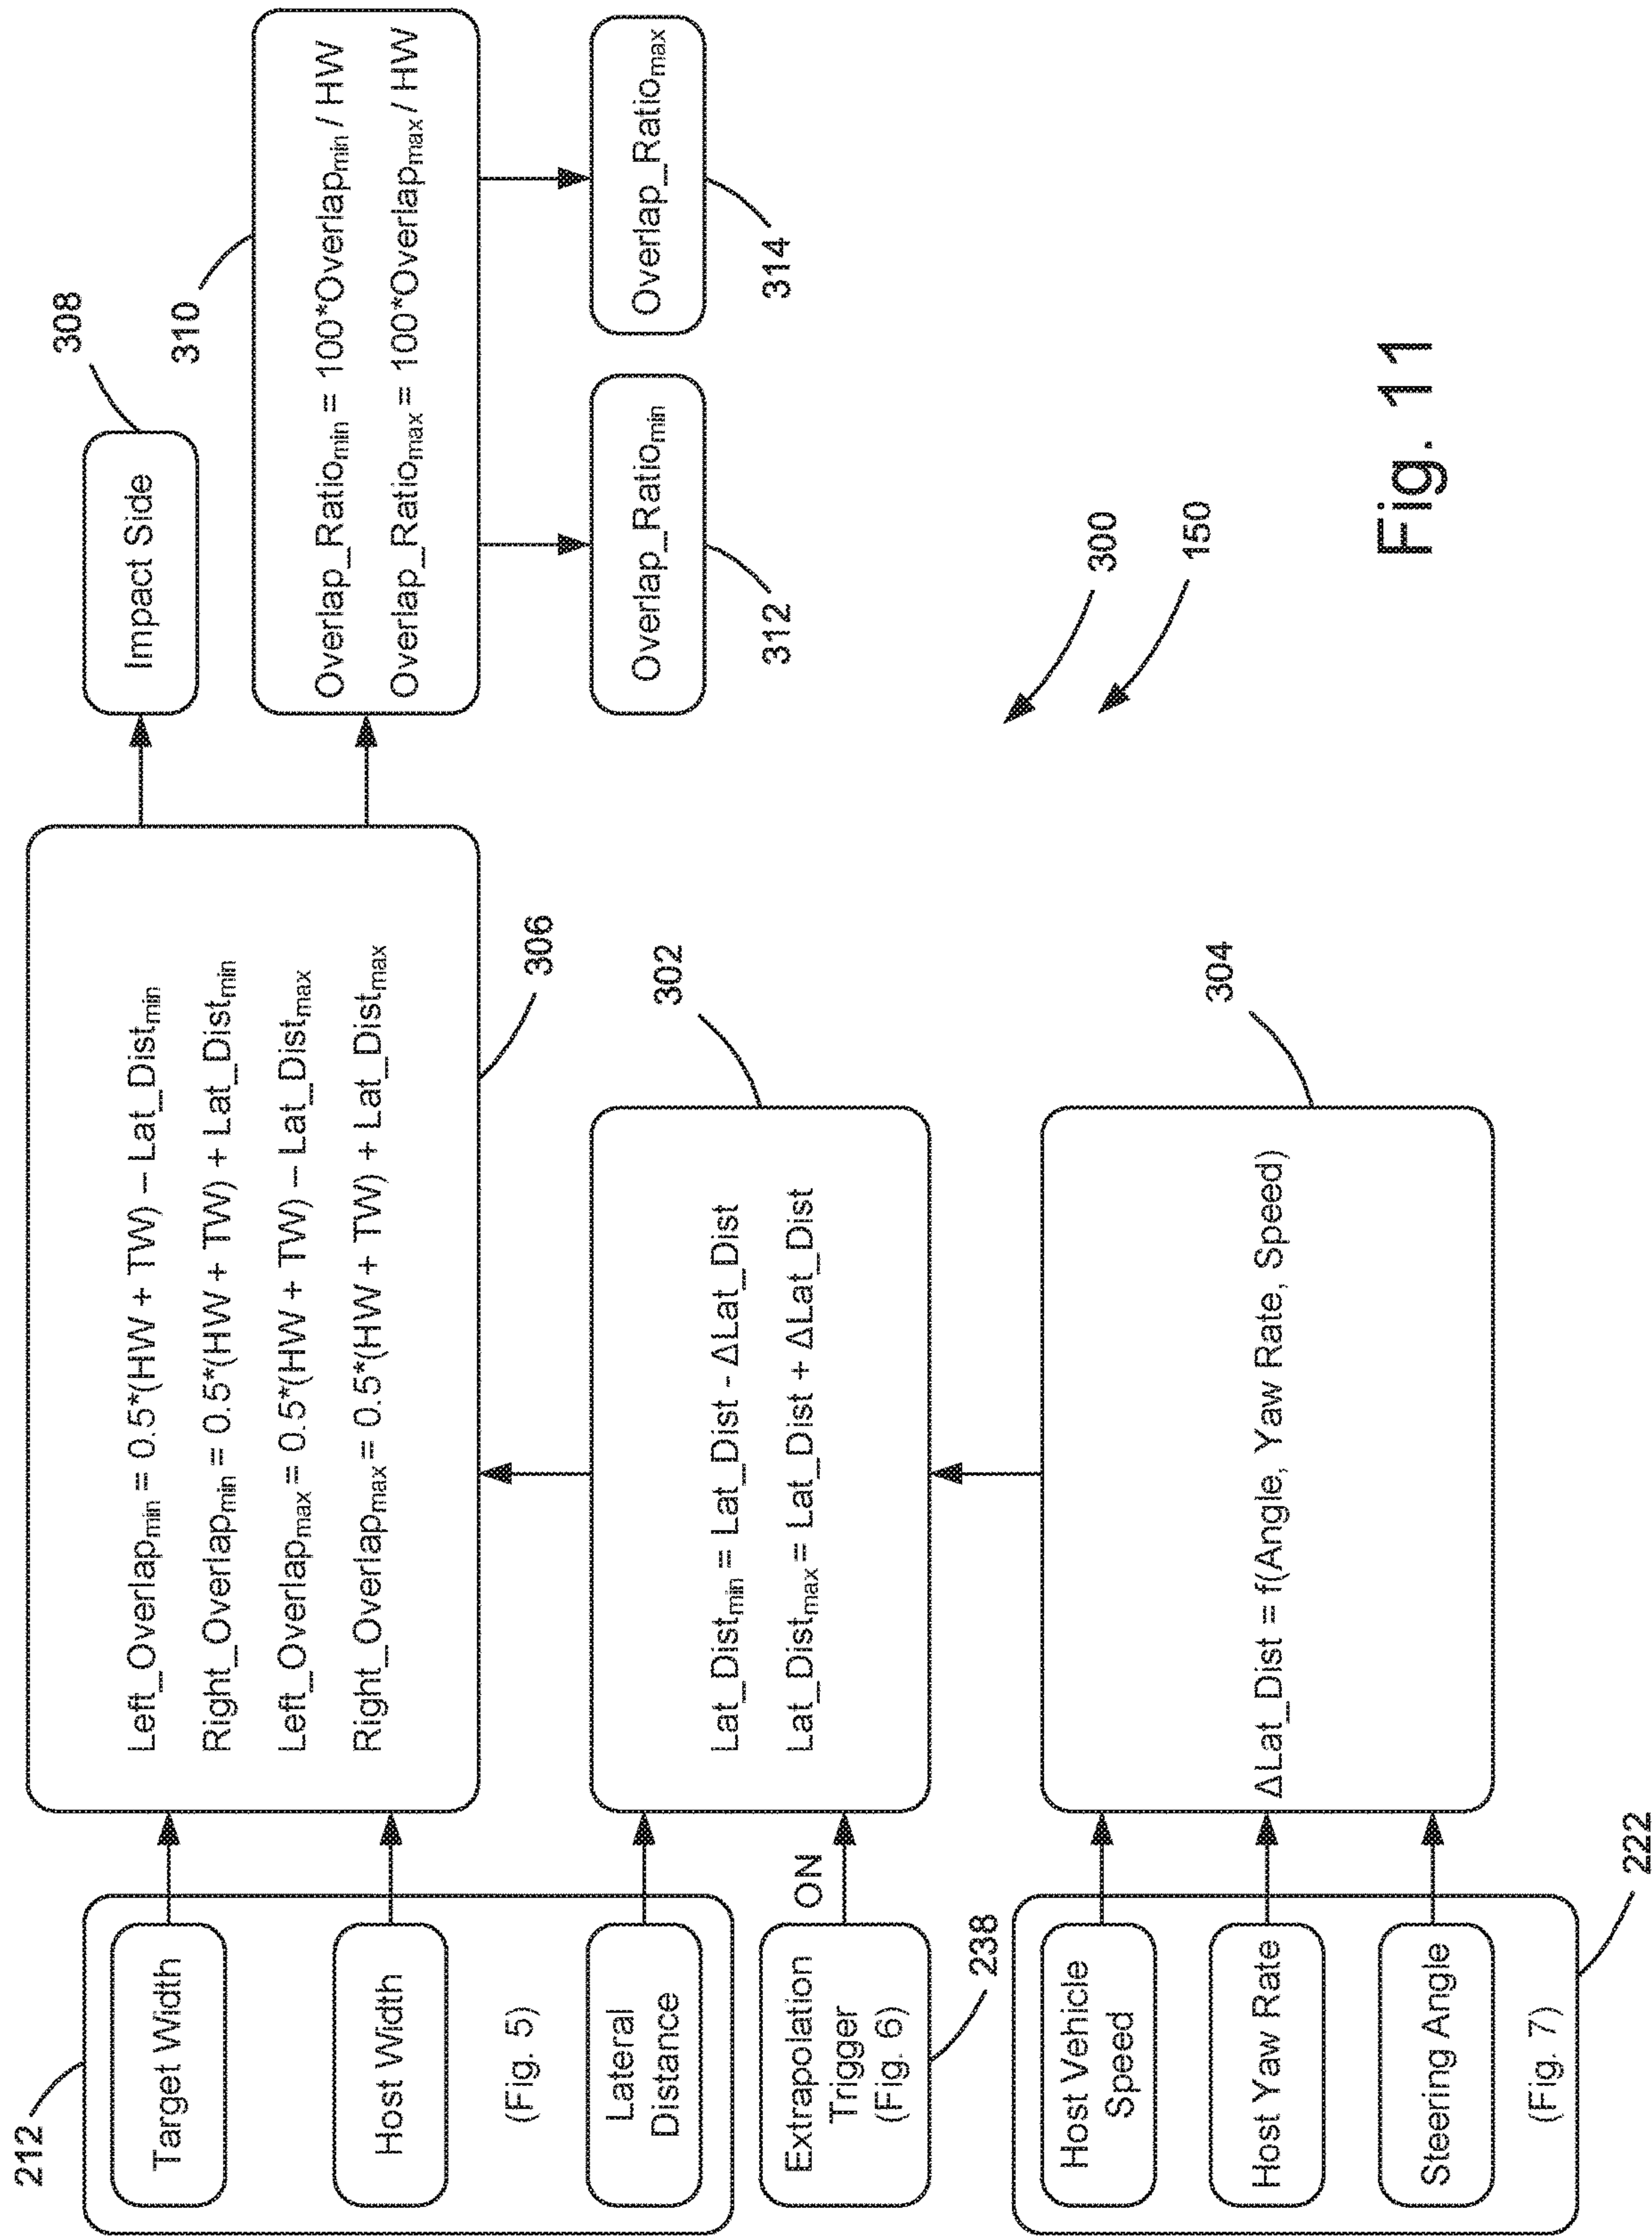 212
Target Width
Host Width
(Fig. 5)
Lateral
Distance
Left_Overlapmin = 0.5*(HW + TW) – Lat_Distmin
Right_Overlapmin = 0.5*(HW + TW) + Lat_Distmin
Left_Overlapmax = 0.5*(HW + TW) – Lat_Distmax
Right_Overlapmax = 0.5*(HW + TW) + Lat_Distmax
306
Impact Side
308
310
Overlap_Ratiomin = 100*Overlapmin / HW
Overlap_Ratiomax = 100*Overlapmax / HW
Overlap_Ratiomin
312
Overlap_Ratiomax
314
Extrapolation
Trigger
(Fig. 6)
ON
238
Lat_Distmin = Lat_Dist - ΔLat_Dist
Lat_Distmax = Lat_Dist + ΔLat_Dist
302
Host Vehicle
Speed
Host Yaw Rate
Steering Angle
(Fig. 7)
222
ΔLat_Dist = f(Angle, Yaw Rate, Speed)
304
300
150
Fig. 11